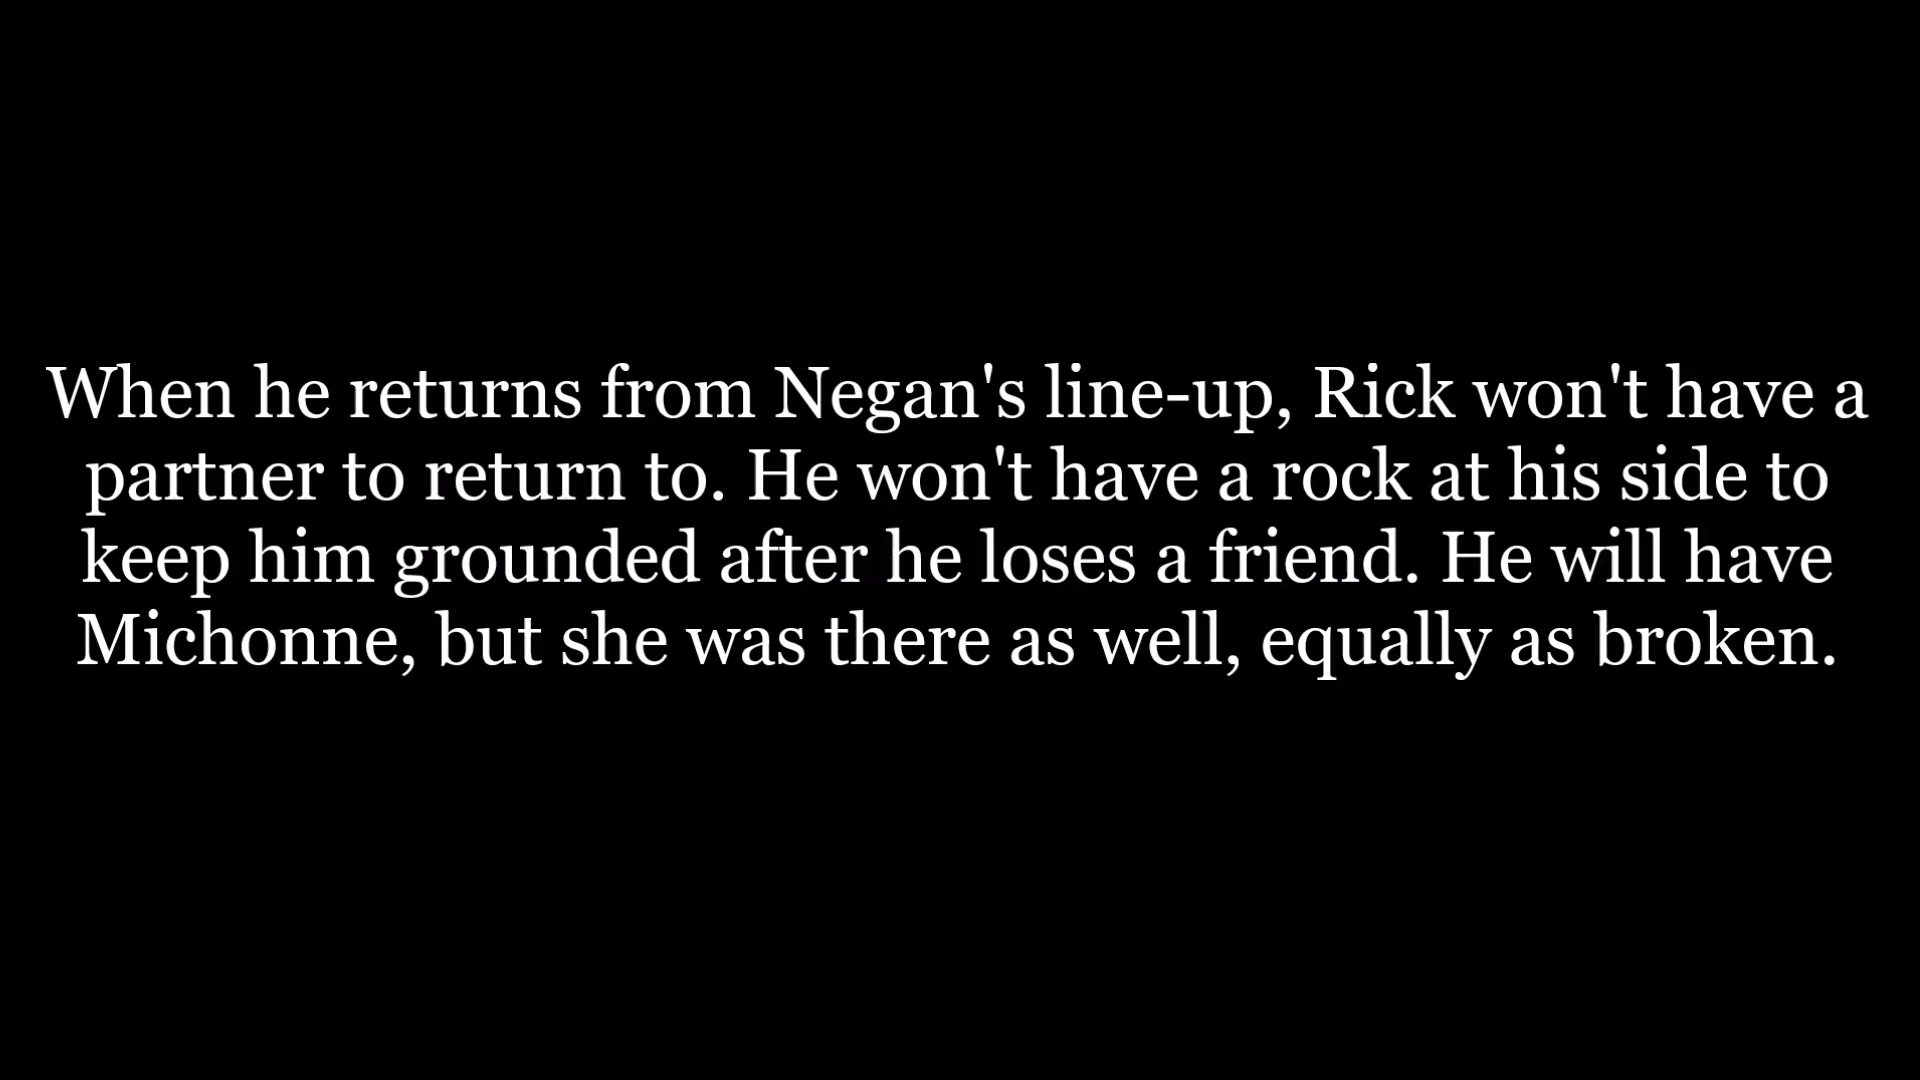 When he returns from Negan's line-up, Rick won't have a
partner to return to. He won't have a rock at his side to
keep him grounded after he loses a friend. He will have
Michonne, but she was there as well, equally as broken.